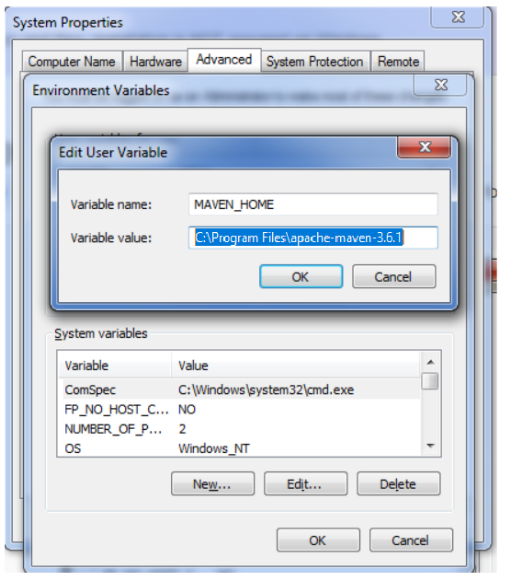 System Properties
Computer Name Hardware Advanced System Protection Remote
Environment Variables
Edit User Variable
Variable name: MAVEN_HOME
Variable value: C:\Program Files\apache-maven-3.6.1
OK Cancel
System variables
Variable Value
ComSpec C:\Windows\system32\cmd.exe
FP_NO_HOST_C... NO
NUMBER_OF_P... 2
OS Windows_NT
New... Edit... Delete
OK Cancel